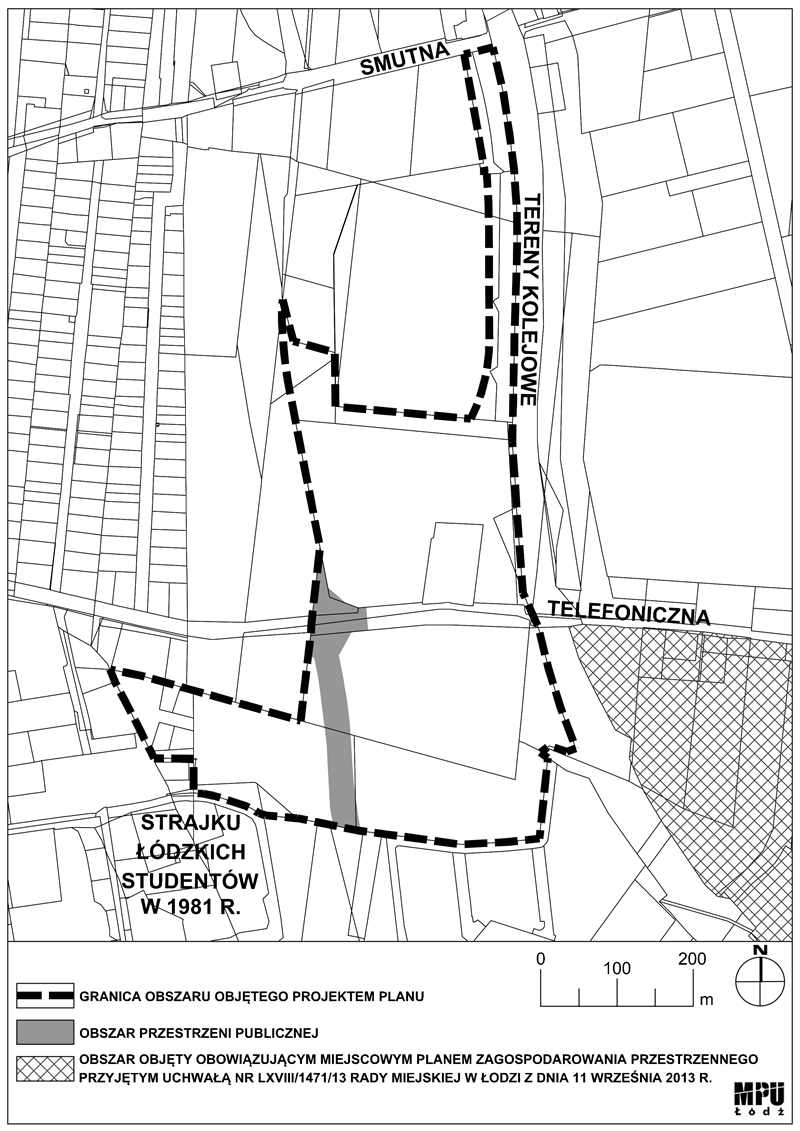 SMUTNA
TERENY KOLEJOWE
TELEFONICZNA
STRAJKU
ŁÓDZKICH
STUDENTÓW
W 1981 R.
GRANICA OBSZARU OBJĘTEGO PROJEKTEM PLANU
OBSZAR PRZESTRZENI PUBLICZNEJ
OBSZAR OBJĘTY OBOWIĄZUJĄCYM MIEJSCOWYM PLANEM ZAGOSPODAROWANIA PRZESTRZENNEGO
PRZYJĘTYM UCHWAŁĄ NR LXVIII/1471/13 RADY MIEJSKIEJ W ŁODZI Z DNIA 11 WRZEŚNIA 2013 R.
0 100 200
m
N
MPU
Łódź